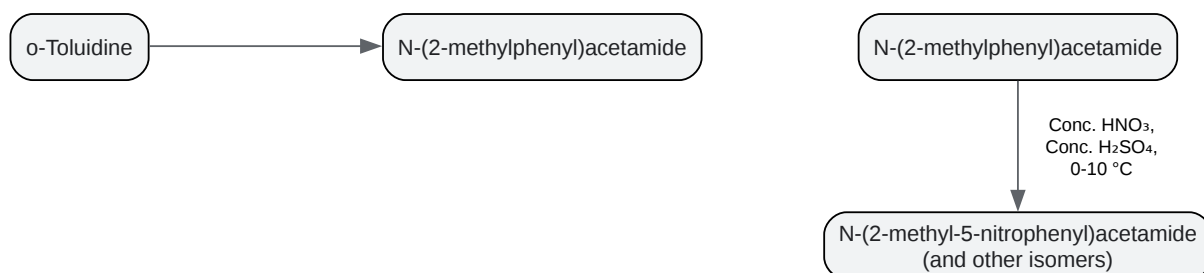 o-Toluidine
N-(2-methylphenyl)acetamide
N-(2-methylphenyl)acetamide
Conc. HNO₃,
Conc. H₂SO₄,
0-10 °C
N-(2-methyl-5-nitrophenyl)acetamide
(and other isomers)